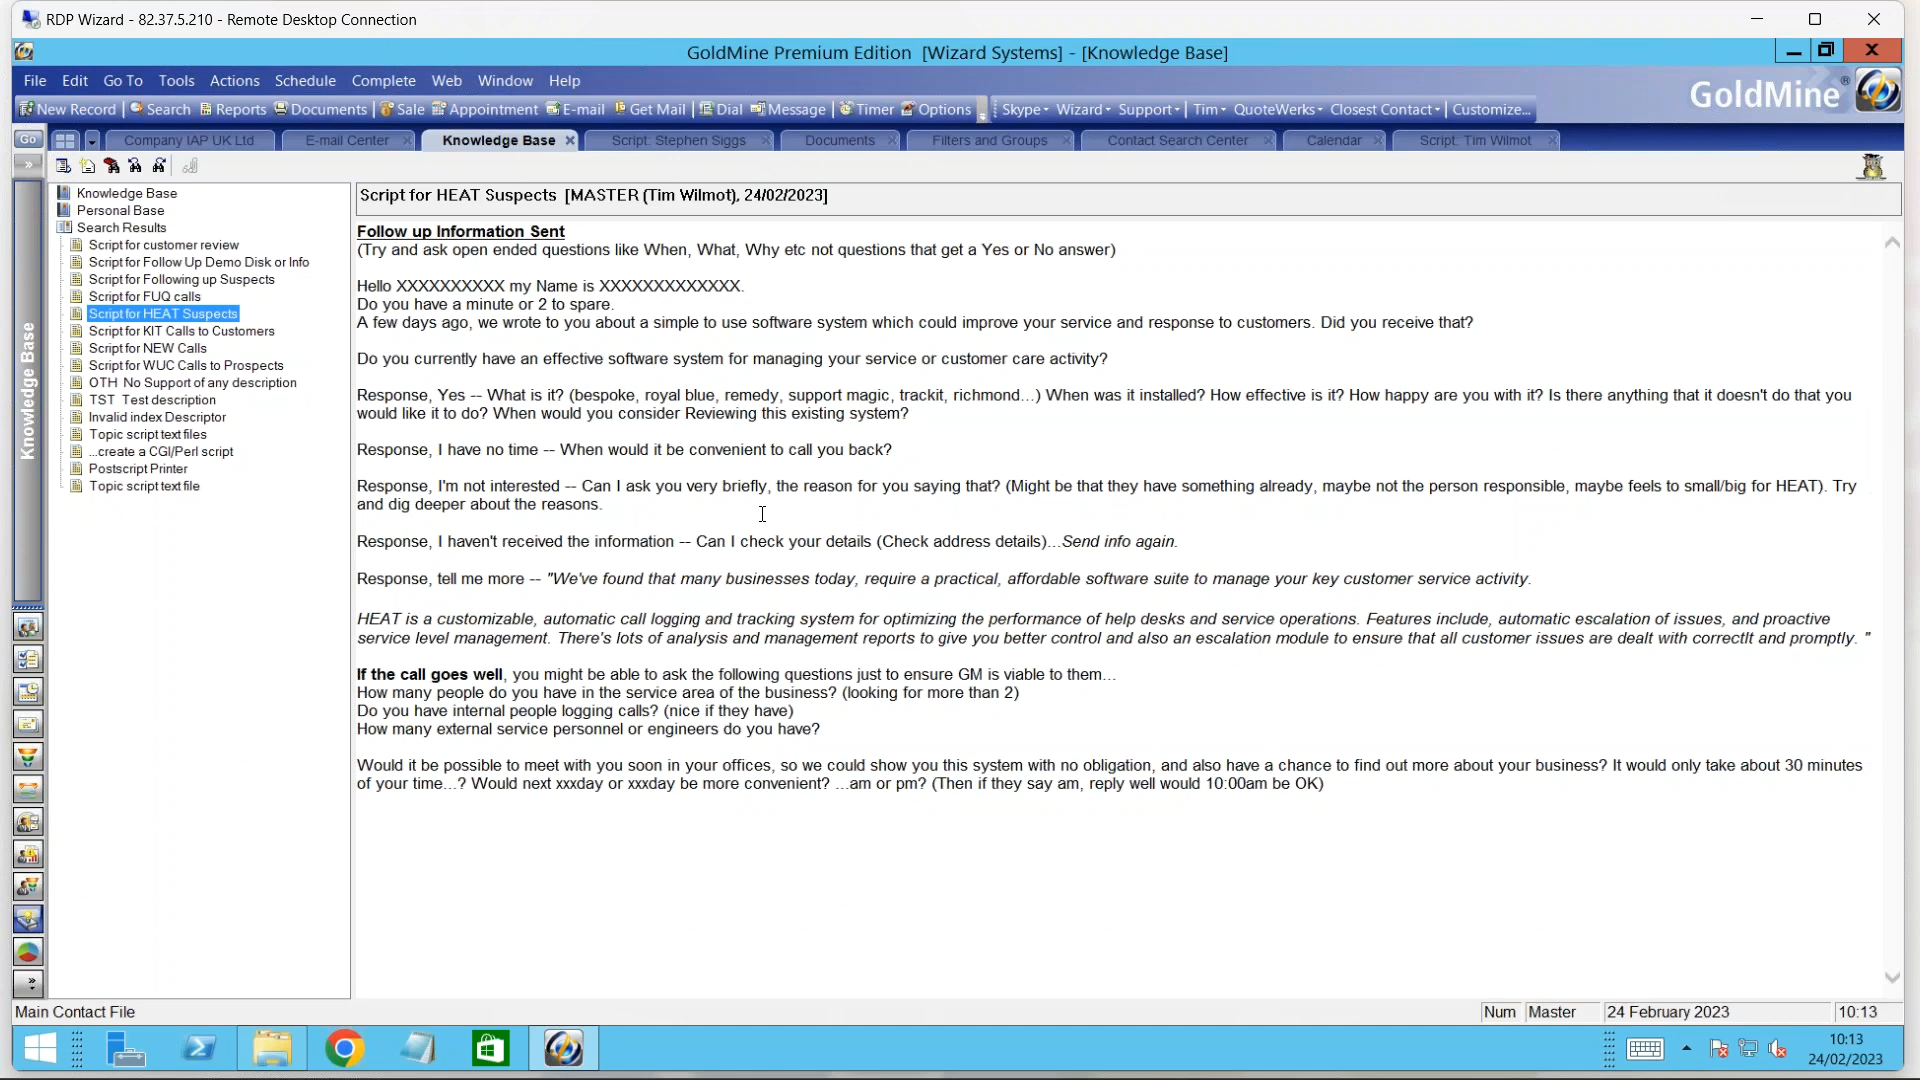 RDP Wizard - 82.37.5.210 - Remote Desktop Connection
GoldMine Premium Edition [Wizard Systems] - [Knowledge Base]
File Edit Go To Tools Actions Schedule Complete Web Window Help
GoldMine®
New Record Search Reports Documents Sale Appointment E-mail Get Mail Dial Message Timer Options Skype Wizard Support Tim QuoteWerks Closest Contact Customize...
Go Company IAP UK Ltd E-mail Center Knowledge Base Script: Stephen Siggs Documents Filters and Groups Contact Search Center Calendar Script: Tim Wilmot
Knowledge Base
Knowledge Base
Personal Base
Search Results
Script for customer review
Script for Follow Up Demo Disk or Info
Script for Following up Suspects
Script for FUQ calls
Script for HEAT Suspects
Script for KIT Calls to Customers
Script for NEW Calls
Script for WUC Calls to Prospects
OTH No Support of any description
TST Test description
Invalid index Descriptor
Topic script text files
...create a CGI/Perl script
Postscript Printer
Topic script text file
Script for HEAT Suspects [MASTER (Tim Wilmot), 24/02/2023]
Follow up Information Sent
(Try and ask open ended questions like When, What, Why etc not questions that get a Yes or No answer)
Hello XXXXXXXXXX my Name is XXXXXXXXXXXXX.
Do you have a minute or 2 to spare.
A few days ago, we wrote to you about a simple to use software system which could improve your service and response to customers. Did you receive that?
Do you currently have an effective software system for managing your service or customer care activity?
Response, Yes -- What is it? (bespoke, royal blue, remedy, support magic, trackit, richmond...) When was it installed? How effective is it? How happy are you with it? Is there anything that it doesn't do that you
would like it to do? When would you consider Reviewing this existing system?
Response, I have no time -- When would it be convenient to call you back?
Response, I'm not interested -- Can I ask you very briefly, the reason for you saying that? (Might be that they have something already, maybe not the person responsible, maybe feels to small/big for HEAT). Try
and dig deeper about the reasons.
Response, I haven't received the information -- Can I check your details (Check address details)...Send info again.
Response, tell me more -- "We've found that many businesses today, require a practical, affordable software suite to manage your key customer service activity.
HEAT is a customizable, automatic call logging and tracking system for optimizing the performance of help desks and service operations. Features include, automatic escalation of issues, and proactive
service level management. There's lots of analysis and management reports to give you better control and also an escalation module to ensure that all customer issues are dealt with correctlt and promptly. "
If the call goes well, you might be able to ask the following questions just to ensure GM is viable to them...
How many people do you have in the service area of the business? (looking for more than 2)
Do you have internal people logging calls? (nice if they have)
How many external service personnel or engineers do you have?
Would it be possible to meet with you soon in your offices, so we could show you this system with no obligation, and also have a chance to find out more about your business? It would only take about 30 minutes
of your time...? Would next xxxday or xxxday be more convenient? ...am or pm? (Then if they say am, reply well would 10:00am be OK)
Main Contact File Num Master 24 February 2023 10:13
10:13
24/02/2023